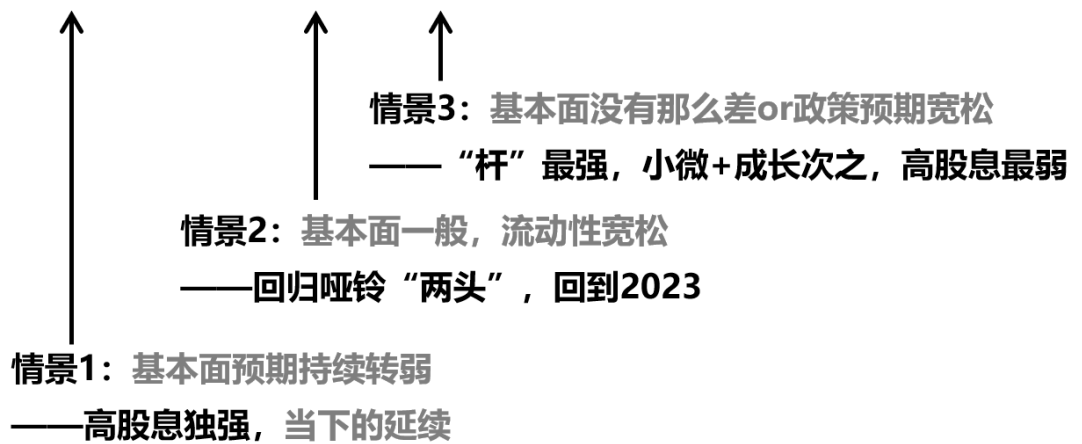 情景3：基本面没有那么差or政策预期宽松
——“杆”最强，小微+成长次之，高股息最弱
情景2：基本面一般，流动性宽松
——回归哑铃“两头”，回到2023
情景1：基本面预期持续转弱
——高股息独强，当下的延续